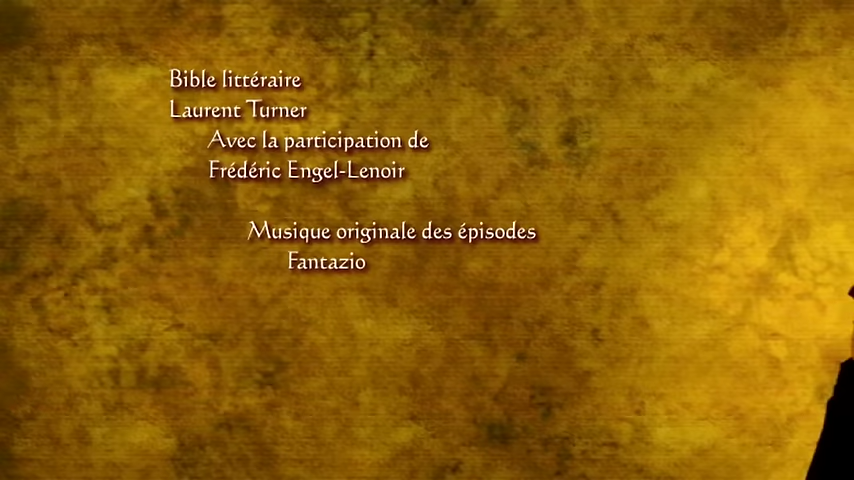 Bible littéraire
Laurent Turner
Avec la participation de
Frédéric Engel-Lenoir
Musique originale des épisodes
Fantazio